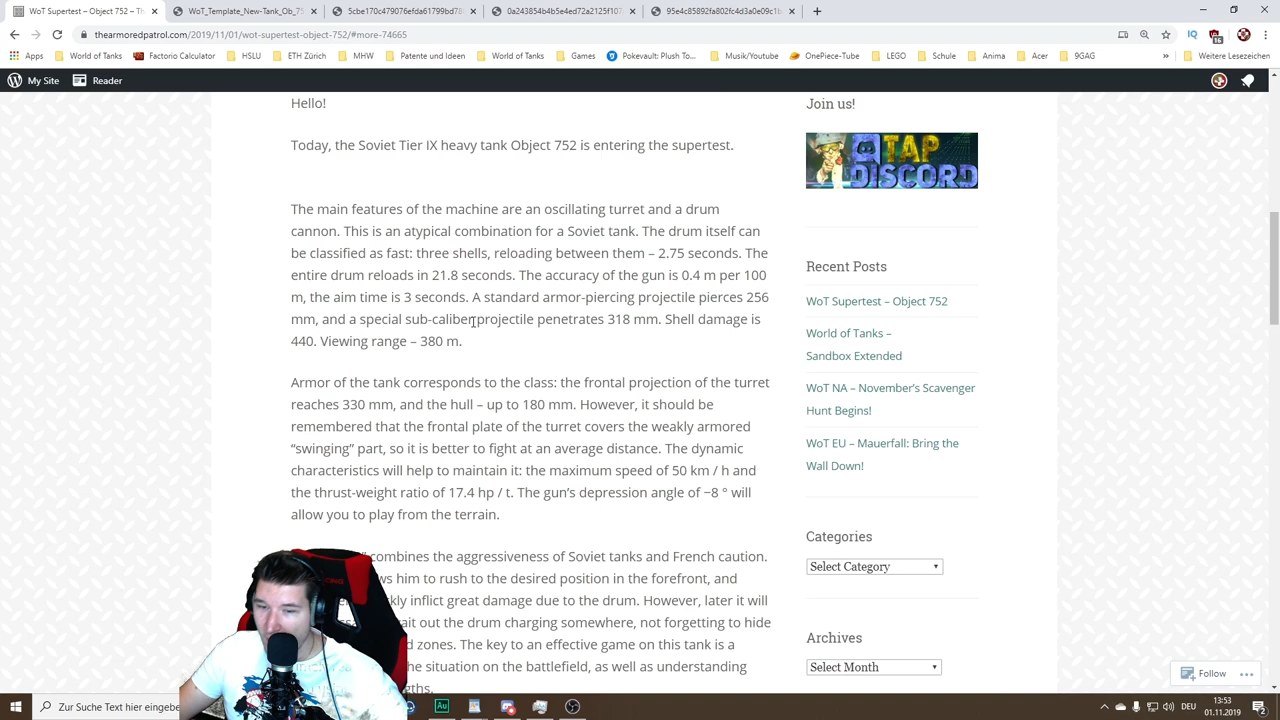 WoT Supertest – Object 752 – Th
WoT_Template_New-Tank_Ob_75
5cbe170c479076efda61799bd78
0a243854b4b5e4ed72a2125f107
95e4c85892fa802fc4d3a0e09c1b
thearmoredpatrol.com/2019/11/01/wot-supertest-object-752/#more-74665
Apps
World of Tanks
Factorio Calculator
HSLU
ETH Zürich
MHW
Patente und Ideen
World of Tanks
Games
Pokevault: Plush To...
Musik/Youtube
OnePiece-Tube
LEGO
Schule
Anima
Acer
9GAG
Weitere Lesezeichen
My Site
Reader
Hello!
Today, the Soviet Tier IX heavy tank Object 752 is entering the supertest.
The main features of the machine are an oscillating turret and a drum
cannon. This is an atypical combination for a Soviet tank. The drum itself can
be classified as fast: three shells, reloading between them – 2.75 seconds. The
entire drum reloads in 21.8 seconds. The accuracy of the gun is 0.4 m per 100
m, the aim time is 3 seconds. A standard armor-piercing projectile pierces 256
mm, and a special sub-caliber projectile penetrates 318 mm. Shell damage is
440. Viewing range – 380 m.
Armor of the tank corresponds to the class: the frontal projection of the turret
reaches 330 mm, and the hull – up to 180 mm. However, it should be
remembered that the frontal plate of the turret covers the weakly armored
“swinging” part, so it is better to fight at an average distance. The dynamic
characteristics will help to maintain it: the maximum speed of 50 km / h and
the thrust-weight ratio of 17.4 hp / t. The gun’s depression angle of −8 ° will
allow you to play from the terrain.
combines the aggressiveness of Soviet tanks and French caution.
him to rush to the desired position in the forefront, and
inflict great damage due to the drum. However, later it will
out the drum charging somewhere, not forgetting to hide
zones. The key to an effective game on this tank is a
the situation on the battlefield, as well as understanding
Join us!
TAP
DISCORD
Recent Posts
WoT Supertest – Object 752
World of Tanks –
Sandbox Extended
WoT NA – November’s Scavenger
Hunt Begins!
WoT EU – Mauerfall: Bring the
Wall Down!
Categories
Select Category
Archives
Select Month
Follow
Zur Suche Text hier eingebe
Au
DEU
13:53
01.11.2019